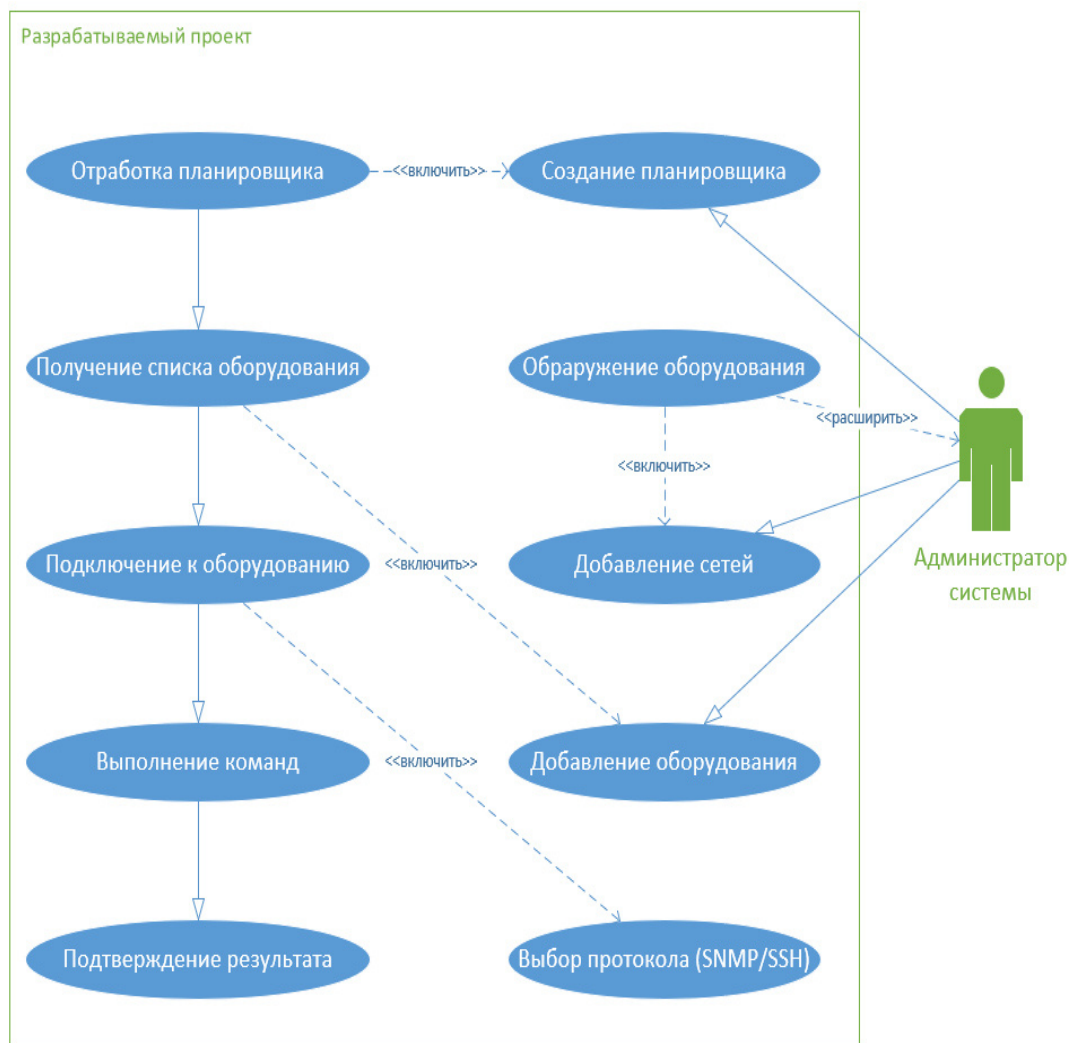 Разрабатываемый проект
Отработка планировщика
<<включить>>
Создание планировщика
Получение списка оборудования
Обраружение оборудования
<<расширить>>
<<включить>>
Подключение к оборудованию
<<включить>>
Добавление сетей
Администратор
системы
Выполнение команд
<<включить>>
Добавление оборудования
Подтверждение результата
Выбор протокола (SNMP/SSH)